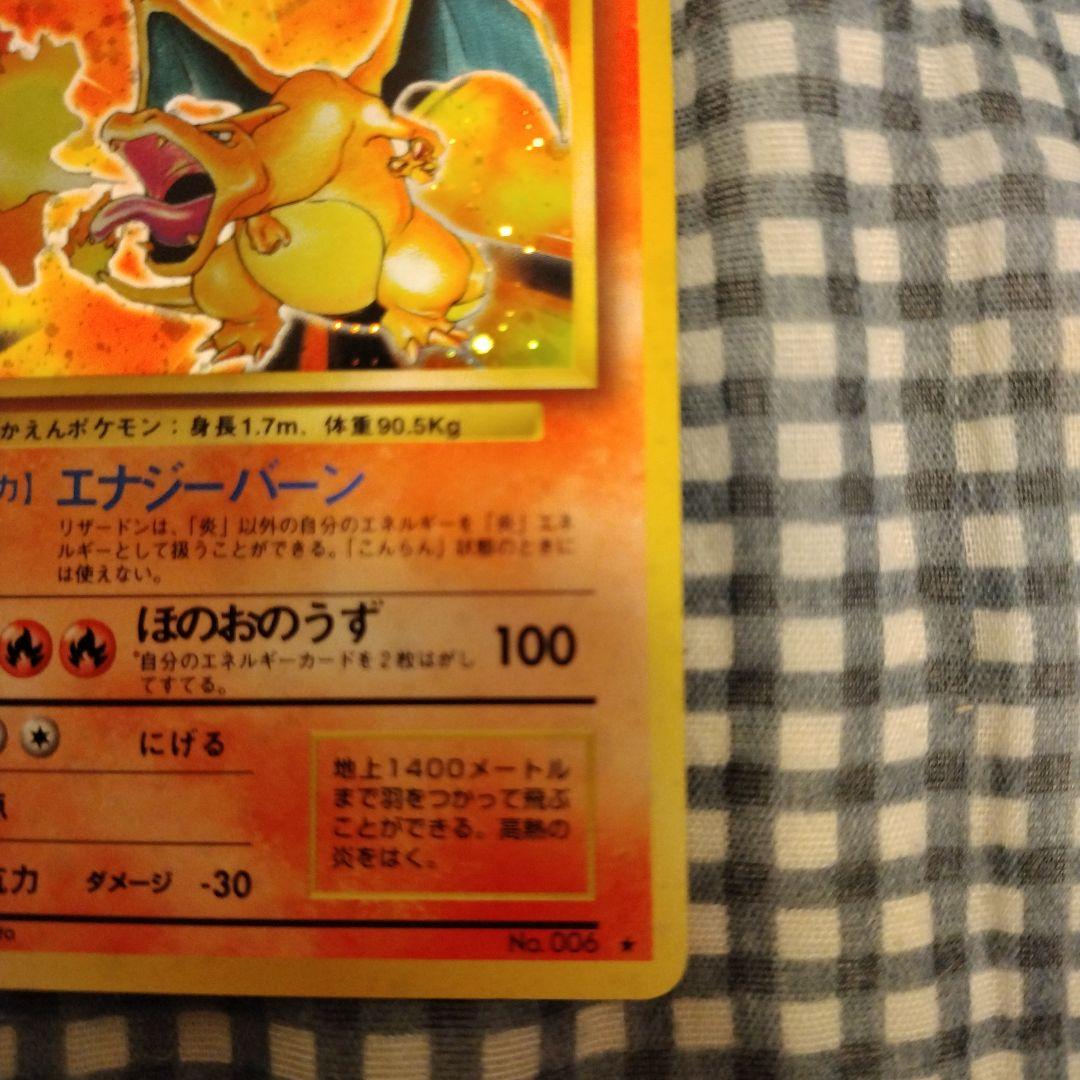 かえんポケモン：身長1.7m、体重90.5Kg
力】 エナジーバーン
リザードンは、「炎」以外の自分のエネルギーを「炎」エネ
ルギーとして扱うことができる。「こんらん」状態のときに
は使えない。
ほのおのうず 100
自分のエネルギーカードを2枚はがし
てすてる。
にげる
地上1400メートル
まで羽をつかって飛ぶ
ことができる。高熱の
炎をはく。
抗力 ダメージ -30
No. 006 ★